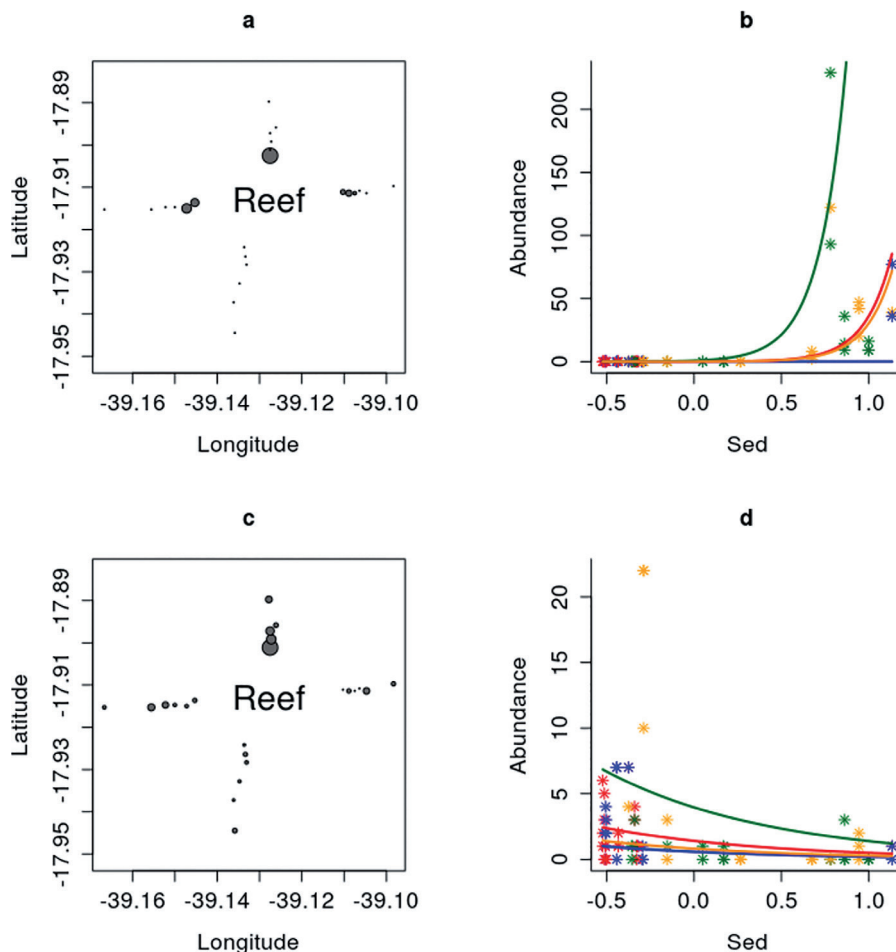 a
b
-17.89
-17.91
-17.93
-17.95
Latitude
Reef
-39.16 -39.14 -39.12 -39.10
Longitude
200
150
100
50
0
Abundance
-0.5 0.0 0.5 1.0
Sed
c
d
-17.89
-17.91
-17.93
-17.95
Latitude
Reef
-39.16 -39.14 -39.12 -39.10
Longitude
20
15
10
5
0
Abundance
-0.5 0.0 0.5 1.0
Sed